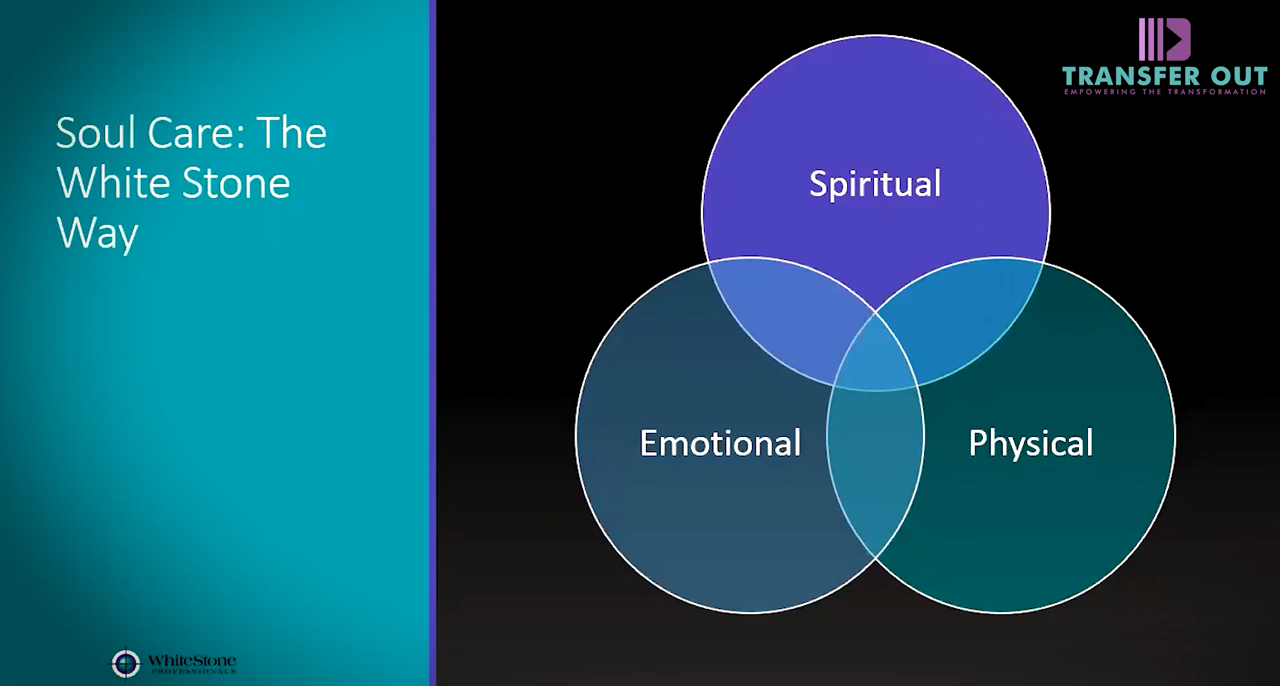 Soul Care: The
White Stone
Way
TRANSFER OUT
EMPOWERING THE TRANSFORMATION
Spiritual
Emotional
Physical
WhiteStone
PROFESSIONALS